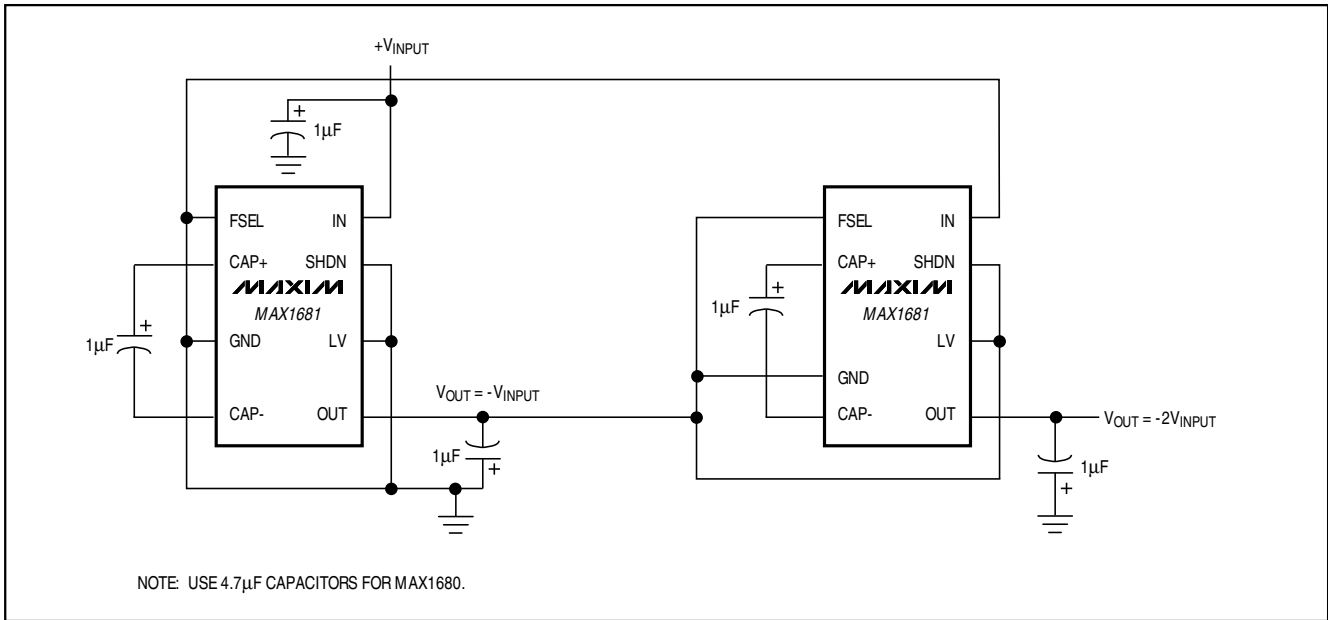 +VINPUT
+
1µF
FSEL IN
CAP+ SHDN
MAXIM
MAX1681
GND LV
CAP- OUT
+
1µF
VOUT = -VINPUT
1µF
+
FSEL IN
CAP+ SHDN
MAXIM
MAX1681
LV
GND
CAP- OUT
+
1µF
VOUT = -2VINPUT
1µF
+
NOTE: USE 4.7µF CAPACITORS FOR MAX1680.